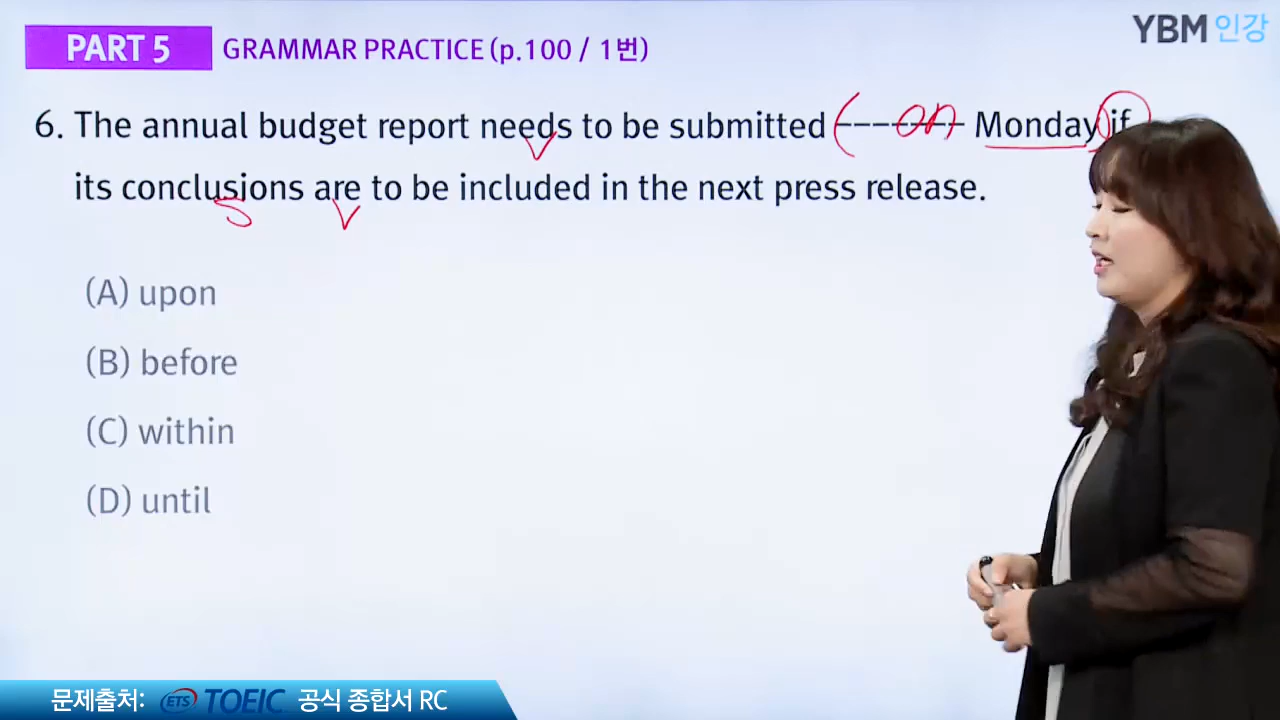 PART 5
GRAMMAR PRACTICE (p.100 / 1번)
YBM 인강
6. The annual budget report needs to be submitted (------- on Monday if
its conclusions are to be included in the next press release.
V
S V
(A) upon
(B) before
(C) within
(D) until
문제출처: ETS TOEIC 공식 종합서 RC